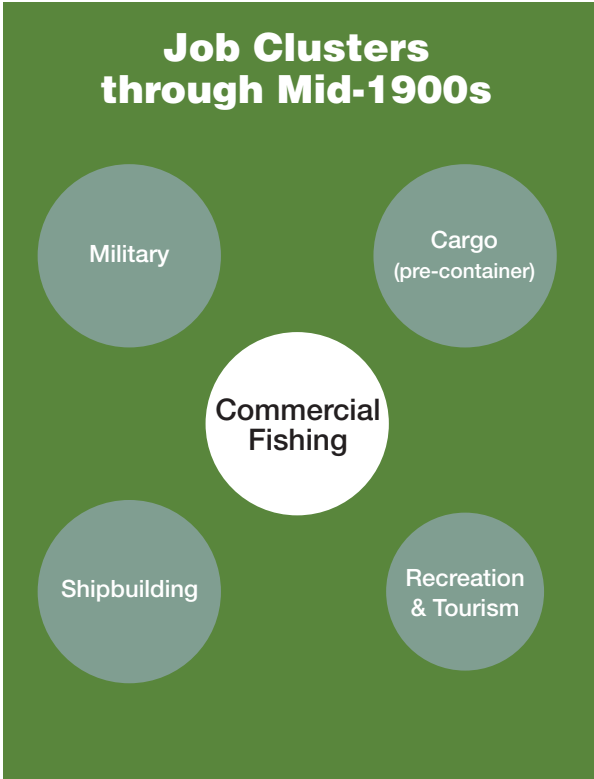 Job Clusters
through Mid-1900s
Military
Cargo
(pre-container)
Commercial
Fishing
Shipbuilding
Recreation
& Tourism